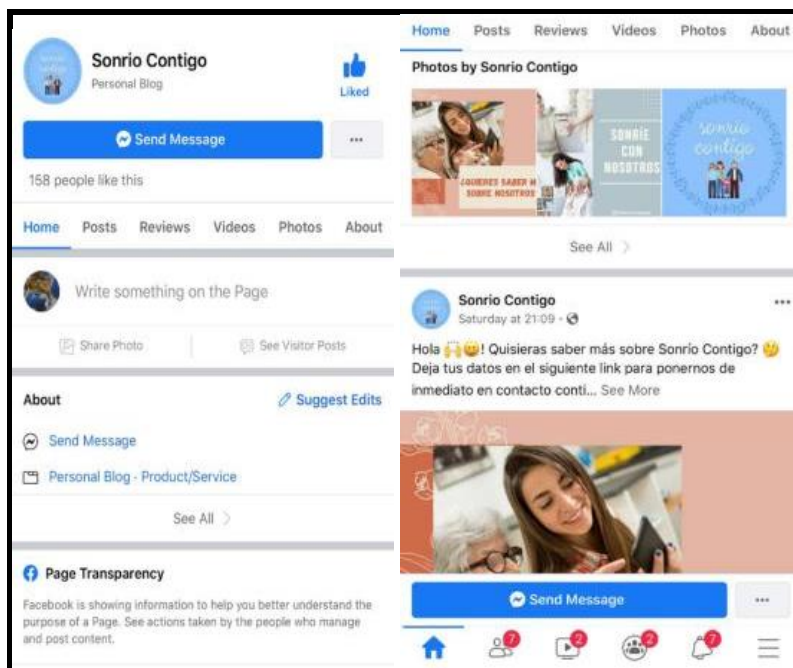 Sonrio Contigo
Personal Blog
Liked
Send Message
158 people like this
Home Posts Reviews Videos Photos About
Write something on the Page
Share Photo See Visitor Posts
About Suggest Edits
Send Message
Personal Blog · Product/Service
See All
Page Transparency
Facebook is showing information to help you better understand the
purpose of a Page. See actions taken by the people who manage
and post content.
Home Posts Reviews Videos Photos About
Photos by Sonrio Contigo
¿QUIERES SABER M
SOBRE NOSOTROS
SONRÍE
CON
NOSOTROS
sonrio
contigo
See All
Sonrio Contigo
Saturday at 21:09
Hola 🙌😀! Quisieras saber más sobre Sonrío Contigo? 🤔
Deja tus datos en el siguiente link para ponernos de
inmediato en contacto conti... See More
Send Message
7 2 2 7